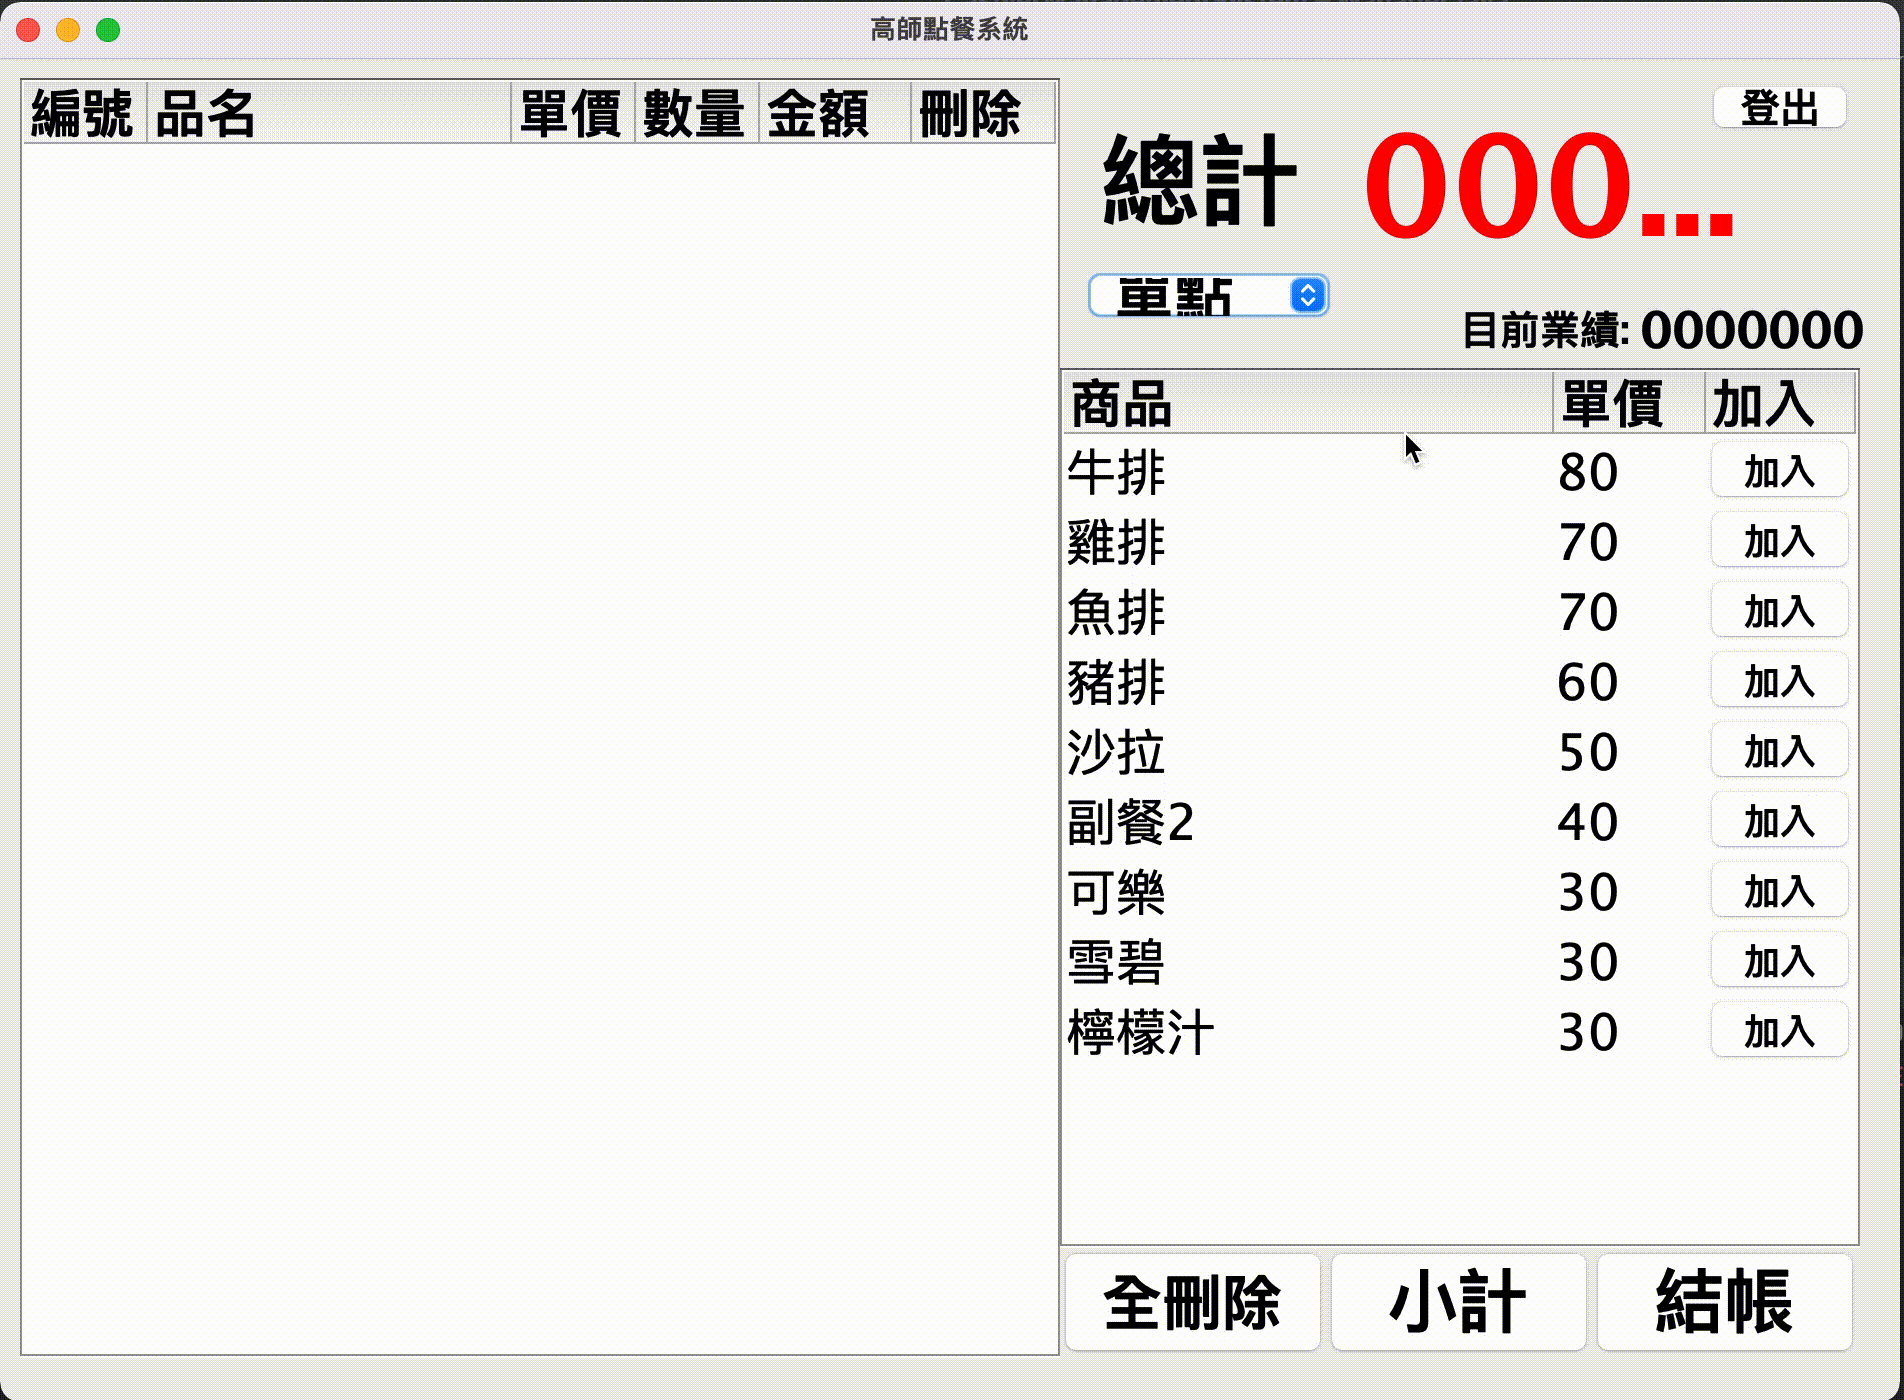 高師點餐系統
編號 品名 單價 數量 金額 刪除
登出
總計 000...
單點
目前業績: 0000000
商品 單價 加入
牛排 80 加入
雞排 70 加入
魚排 70 加入
豬排 60 加入
沙拉 50 加入
副餐2 40 加入
可樂 30 加入
雪碧 30 加入
檸檬汁 30 加入
全刪除 小計 結帳